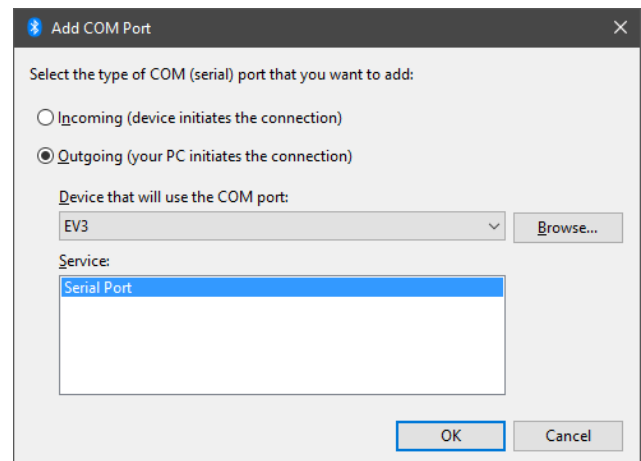 Add COM Port
Select the type of COM (serial) port that you want to add:
Incoming (device initiates the connection)
Outgoing (your PC initiates the connection)
Device that will use the COM port:
EV3
Browse...
Service:
Serial Port
OK Cancel